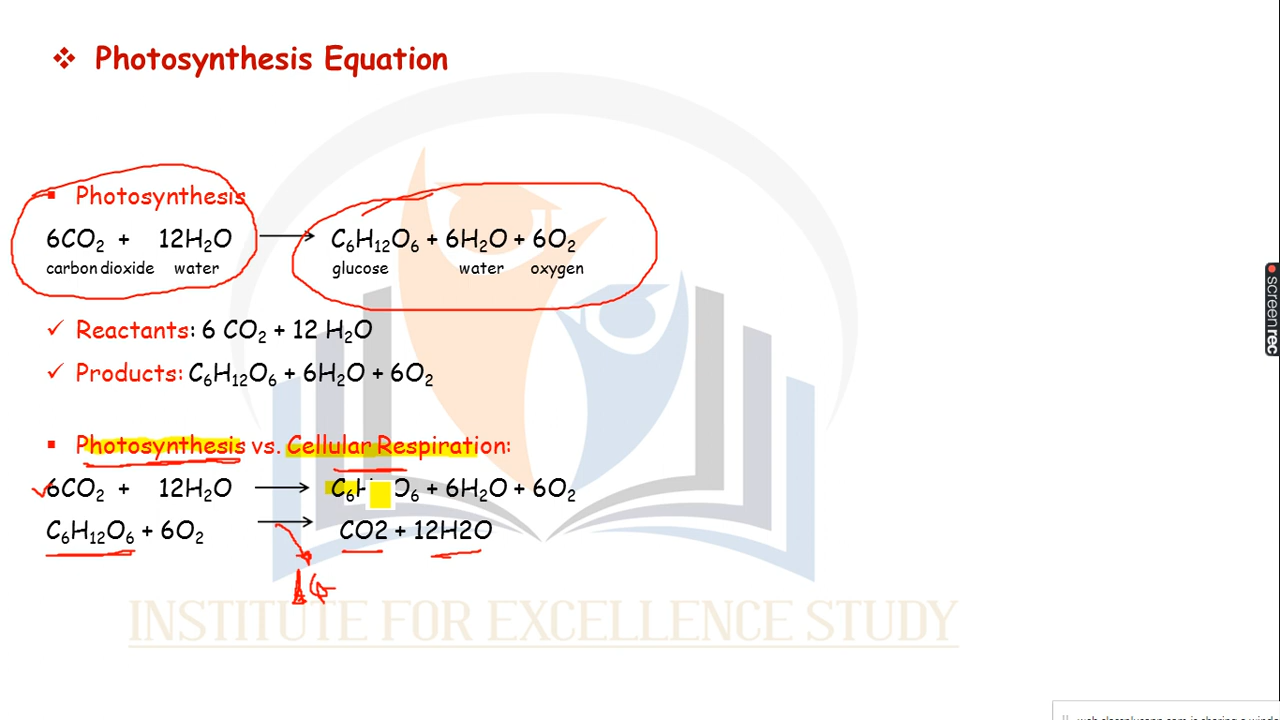 ❖ Photosynthesis Equation
▪ Photosynthesis
6CO₂ + 12H₂O → C₆H₁₂O₆ + 6H₂O + 6O₂
carbon dioxide water glucose water oxygen
✓ Reactants: 6 CO₂ + 12 H₂O
✓ Products: C₆H₁₂O₆ + 6H₂O + 6O₂
▪ Photosynthesis vs. Cellular Respiration:
6CO₂ + 12H₂O → C₆H O₆ + 6H₂O + 6O₂
C₆H₁₂O₆ + 6O₂ → CO2 + 12H2O
INSTITUTE FOR EXCELLENCE STUDY
screenrec